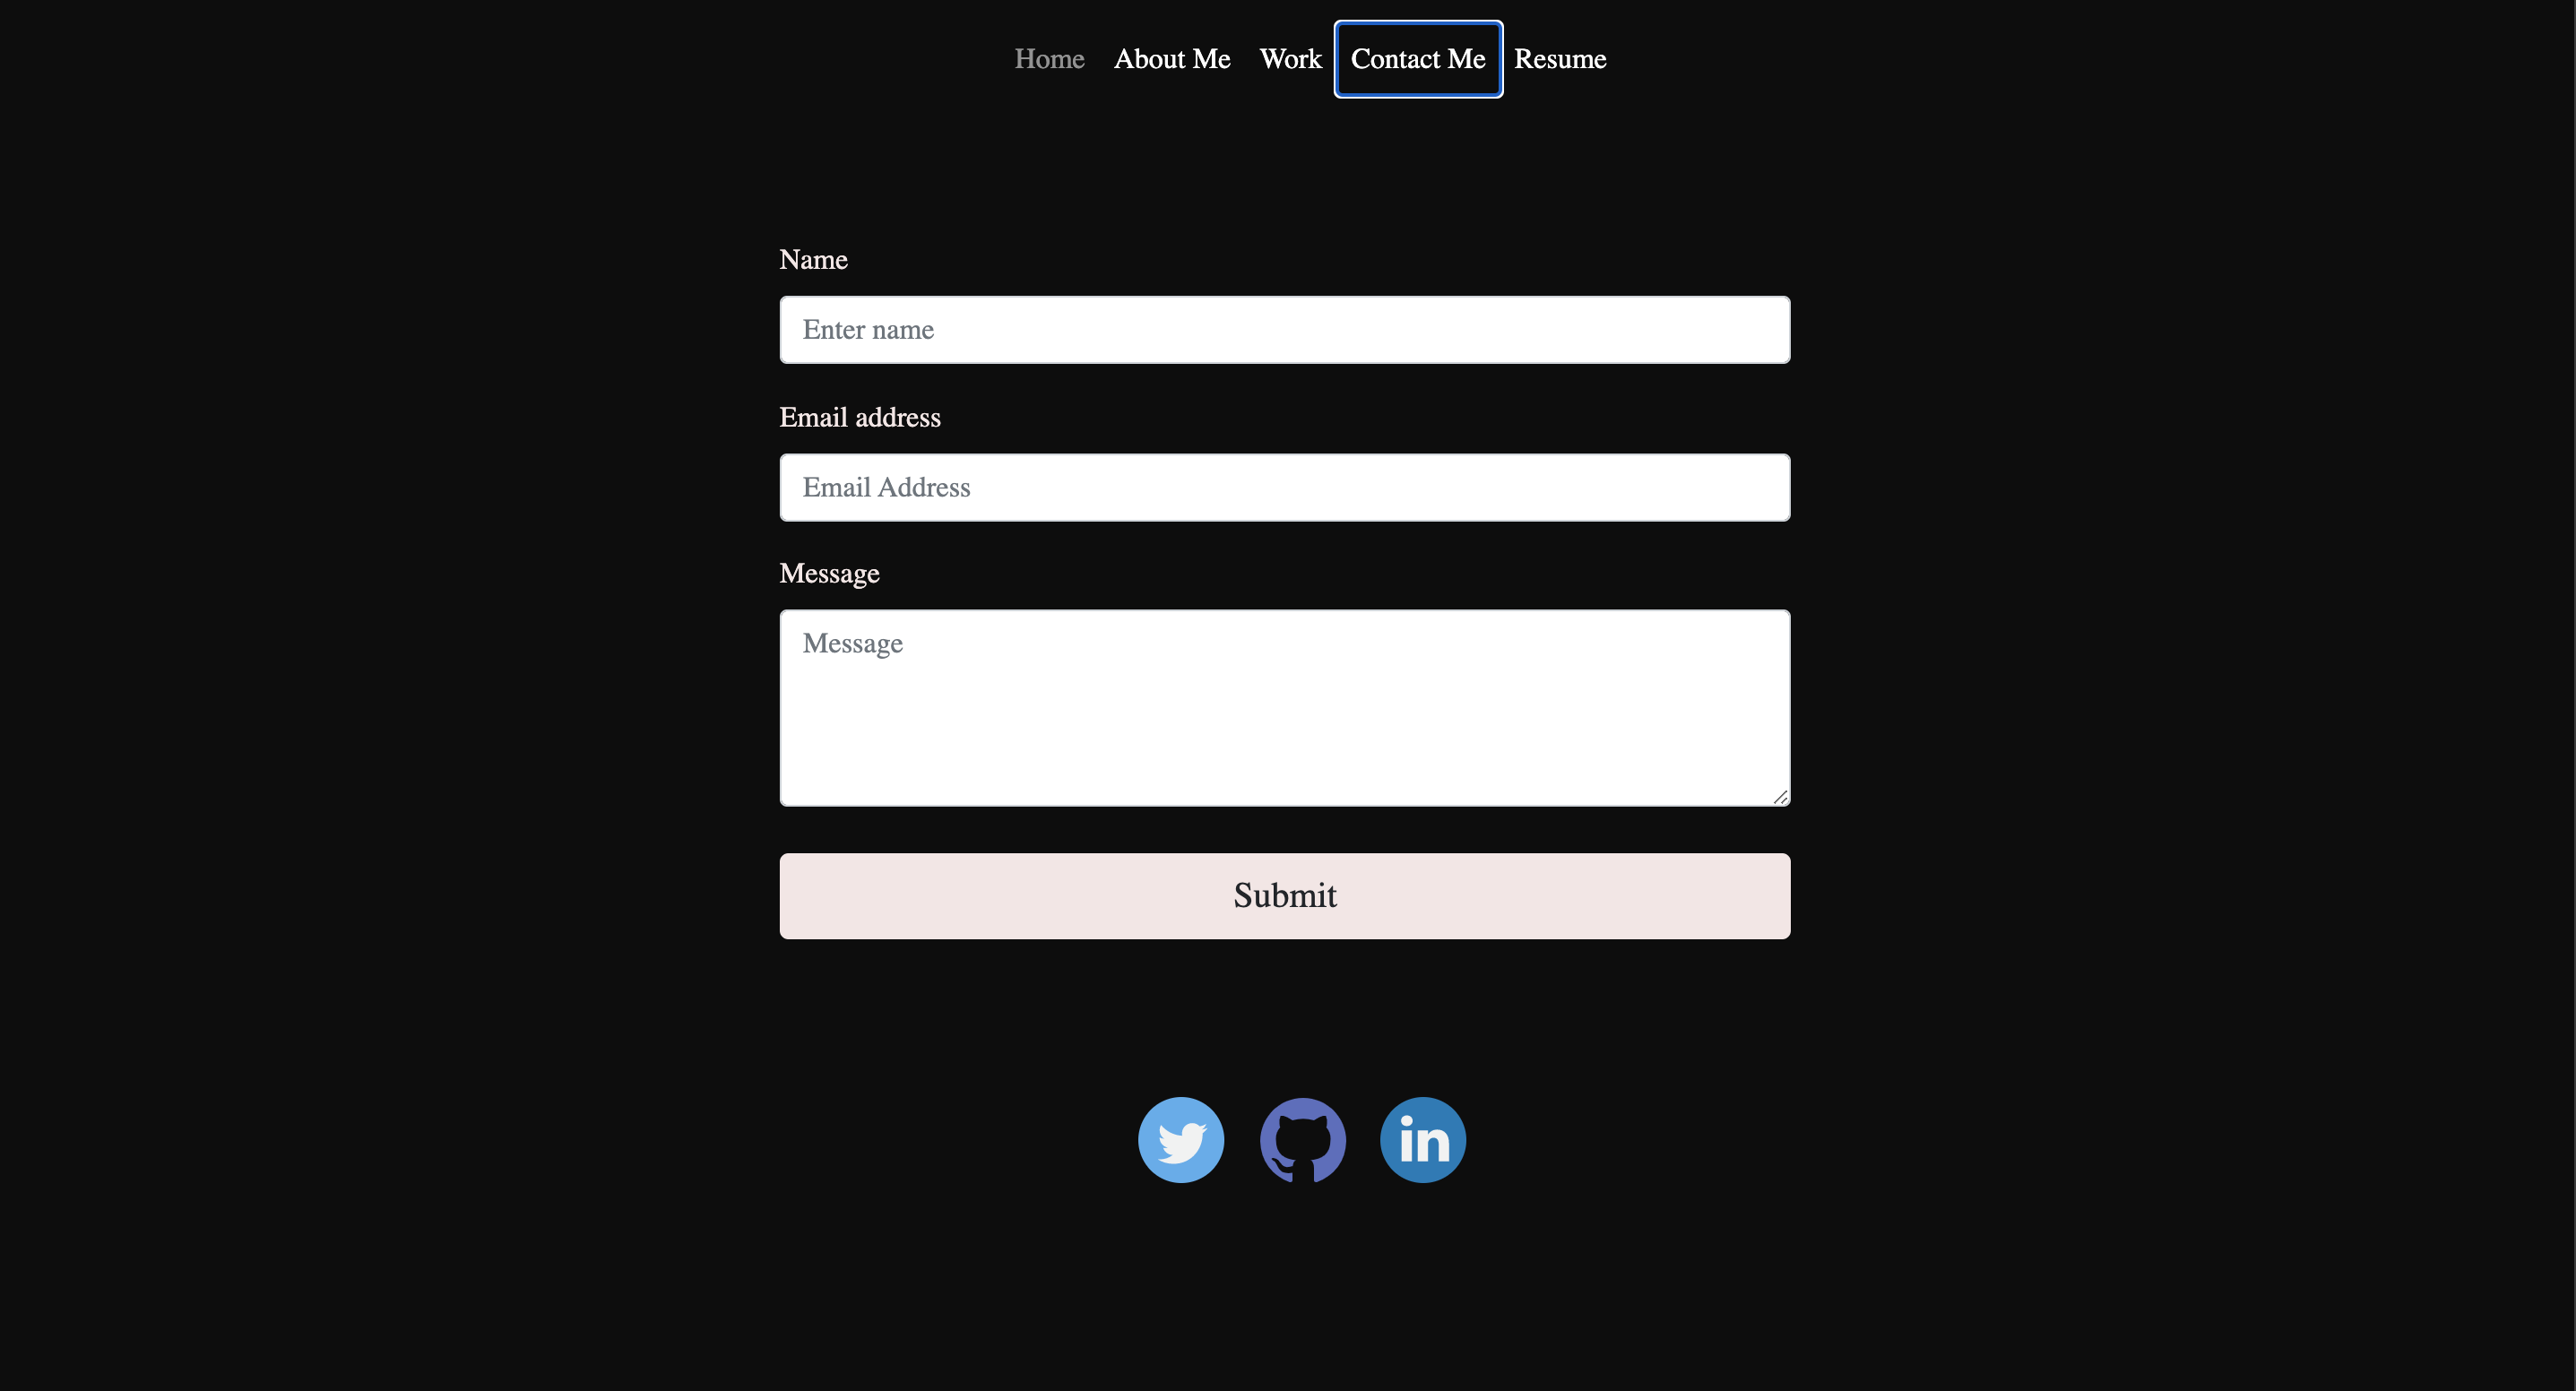 Home About Me Work Contact Me Resume
Name
Enter name
Email address
Email Address
Message
Message
Submit
in